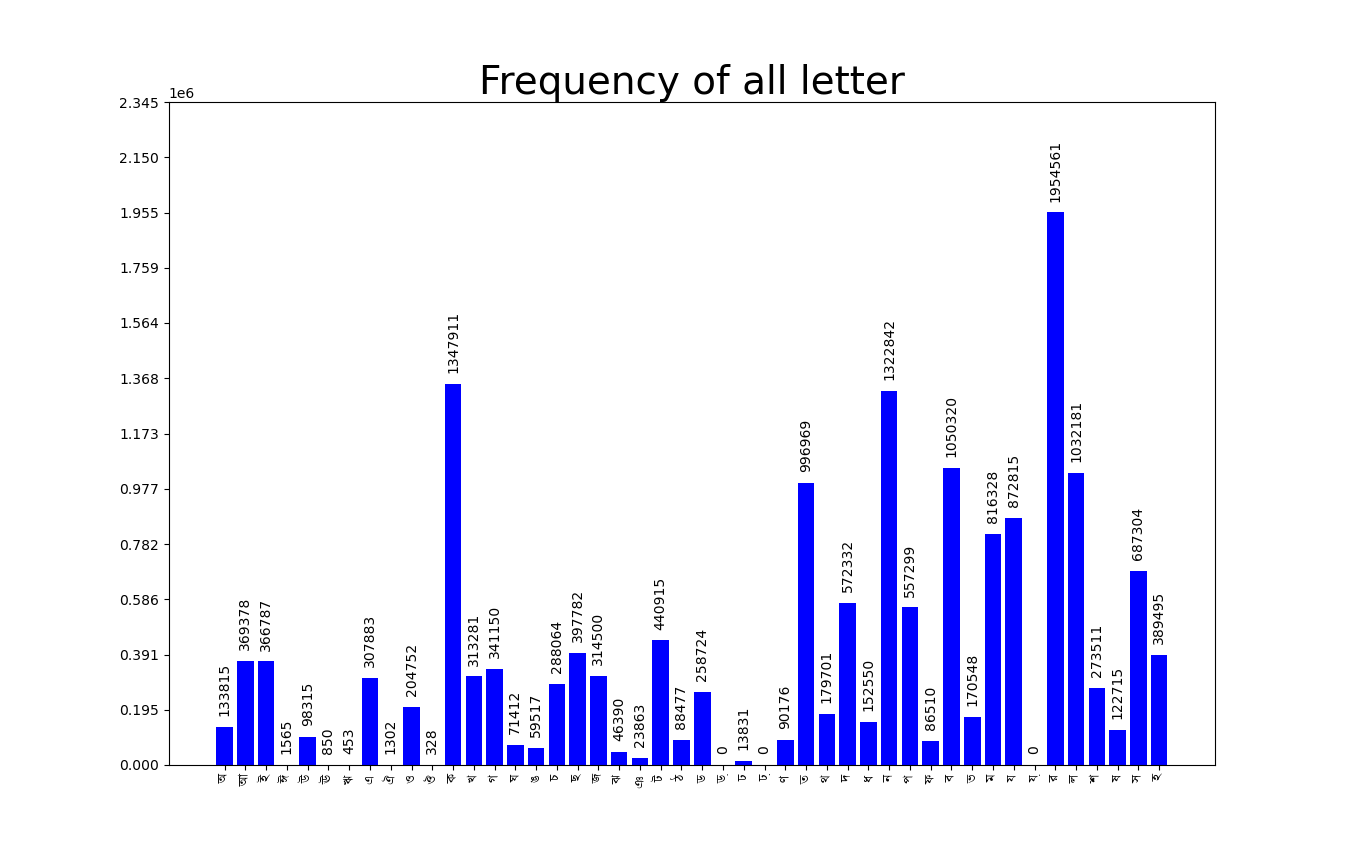 Frequency of all letter
1e6
2.345
2.150
1.955
1.759
1.564
1.368
1.173
0.977
0.782
0.586
0.391
0.195
0.000
133815
369378
366787
1565
98315
850
453
307883
1302
204752
328
1347911
313281
341150
71412
59517
288064
397782
314500
46390
23863
440915
88477
258724
0
13831
0
90176
996969
179701
572332
152550
1322842
557299
86510
1050320
170548
816328
872815
0
1954561
1032181
273511
122715
687304
389495
অ
আ
ই
ঈ
উ
ঊ
ঋ
এ
ঐ
ও
ঔ
ক
খ
গ
ঘ
ঙ
চ
ছ
জ
ঝ
ঞ
ট
ঠ
ড
ড়
ঢ
ঢ়
ণ
ত
থ
দ
ধ
ন
প
ফ
ব
ভ
ম
য
য়
র
ল
শ
ষ
স
হ